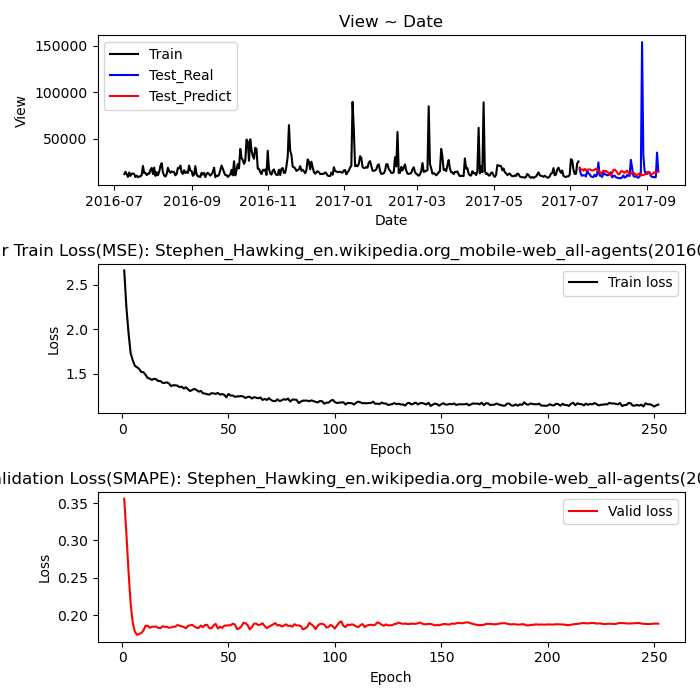 View ~ Date
View
150000
100000
50000
Train
Test_Real
Test_Predict
2016-07 2016-09 2016-11 2017-01 2017-03 2017-05 2017-07 2017-09
Date
r Train Loss(MSE): Stephen_Hawking_en.wikipedia.org_mobile-web_all-agents(2016
Loss
2.5
2.0
1.5
Train loss
0 50 100 150 200 250
Epoch
lidation Loss(SMAPE): Stephen_Hawking_en.wikipedia.org_mobile-web_all-agents(20
Loss
0.35
0.30
0.25
0.20
Valid loss
0 50 100 150 200 250
Epoch